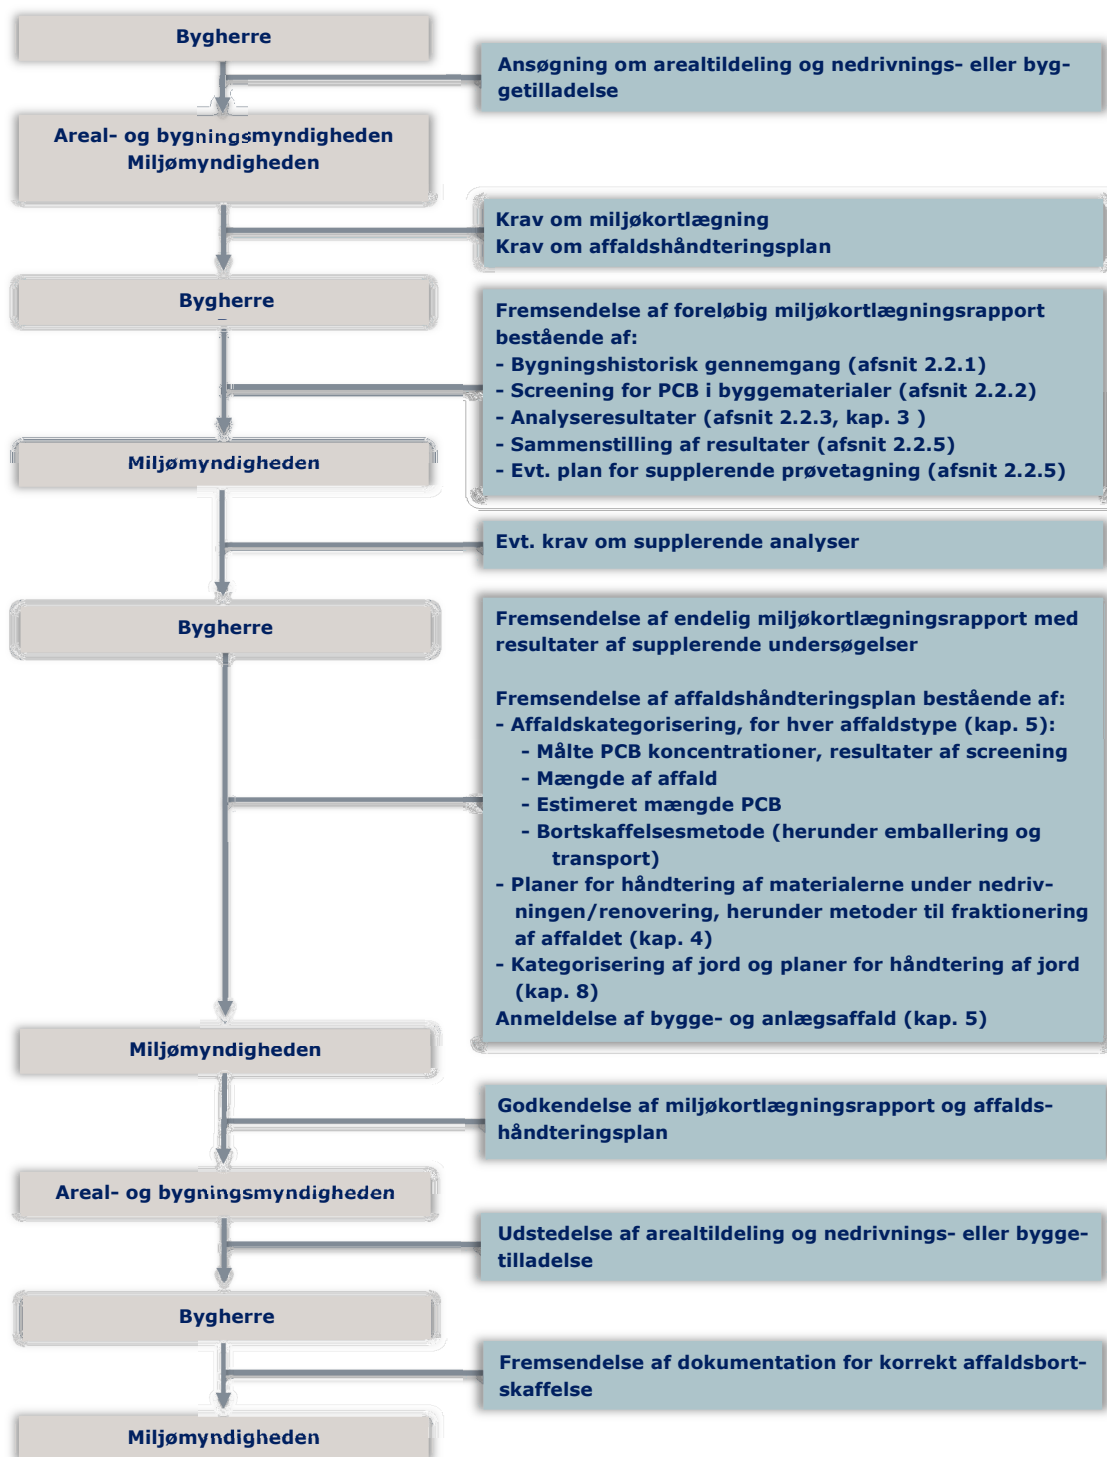 Bygherre
Ansøgning om arealtildeling og nedrivnings- eller byg-
getilladelse
Areal- og bygningsmyndigheden
Miljømyndigheden
Krav om miljøkortlægning
Krav om affaldshåndteringsplan
Bygherre
Fremsendelse af foreløbig miljøkortlægningsrapport
bestående af:
- Bygningshistorisk gennemgang (afsnit 2.2.1)
- Screening for PCB i byggematerialer (afsnit 2.2.2)
- Analyseresultater (afsnit 2.2.3, kap. 3 )
- Sammenstilling af resultater (afsnit 2.2.5)
- Evt. plan for supplerende prøvetagning (afsnit 2.2.5)
Miljømyndigheden
Evt. krav om supplerende analyser
Bygherre
Fremsendelse af endelig miljøkortlægningsrapport med
resultater af supplerende undersøgelser
Fremsendelse af affaldshåndteringsplan bestående af:
- Affaldskategorisering, for hver affaldstype (kap. 5):
- Målte PCB koncentrationer, resultater af screening
- Mængde af affald
- Estimeret mængde PCB
- Bortskaffelsesmetode (herunder emballering og
transport)
- Planer for håndtering af materialerne under nedriv-
ningen/renovering, herunder metoder til fraktionering
af affaldet (kap. 4)
- Kategorisering af jord og planer for håndtering af jord
(kap. 8)
Anmeldelse af bygge- og anlægsaffald (kap. 5)
Miljømyndigheden
Godkendelse af miljøkortlægningsrapport og affalds-
håndteringsplan
Areal- og bygningsmyndigheden
Udstedelse af arealtildeling og nedrivnings- eller bygge-
tilladelse
Bygherre
Fremsendelse af dokumentation for korrekt affaldsbort-
skaffelse
Miljømyndigheden